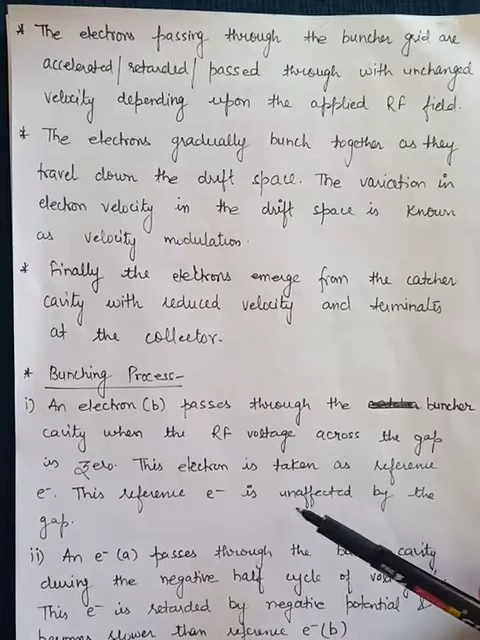 * The electrons passing through the buncher grid are
accelerated/retarded/passed through with unchanged
velocity depending upon the applied RF field.
* The electrons gradually bunch together as they
travel down the drift space. The variation in
electron velocity in the drift space is known
as velocity modulation.
* Finally the electrons emerge from the catcher
cavity with reduced velocity and terminates
at the collector.
* Bunching Process-
i) An electron (b) passes through the buncher
cavity when the RF voltage across the gap
is zero. This electron is taken as reference
e-. This reference e- is unaffected by the
gap.
ii) An e- (a) passes through the cavity
during the negative half cycle of
This e- is retarded by negative potential &
becomes slower than reference e-(b)